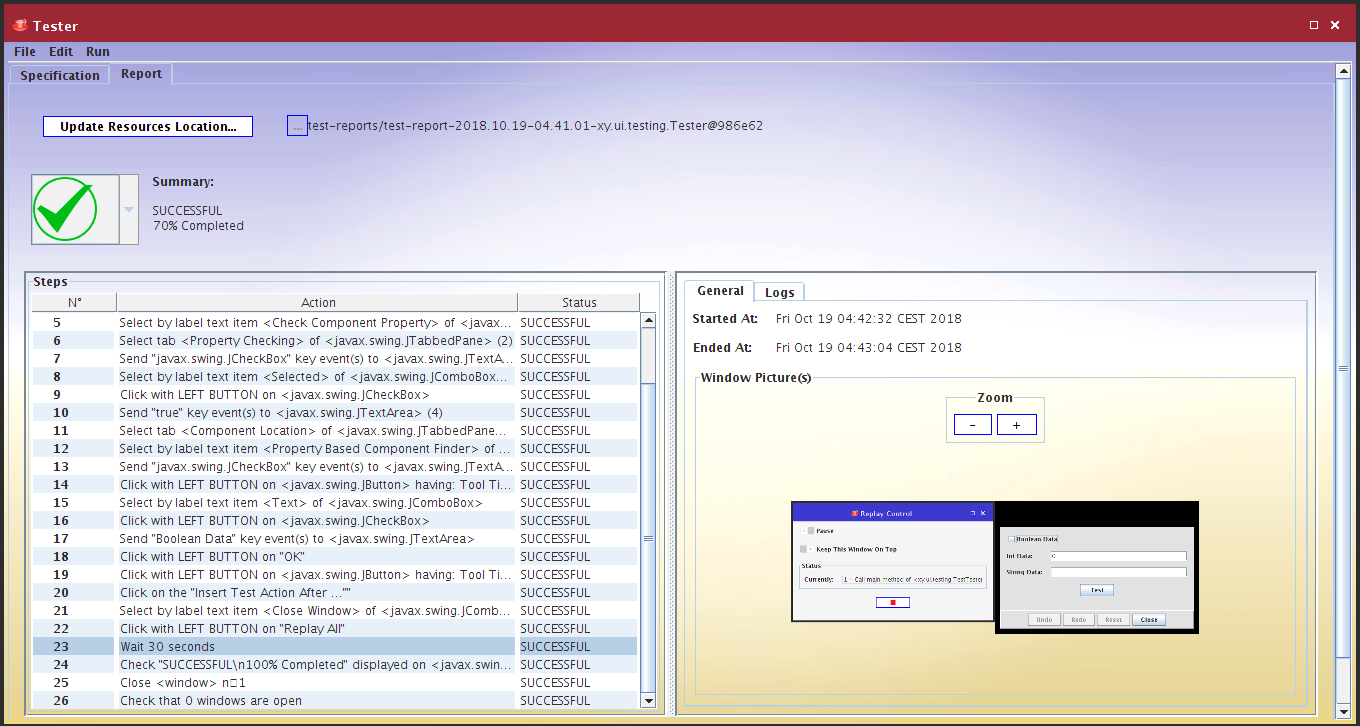 Tester
File Edit Run
Specification Report
Update Resources Location... ... test-reports/test-report-2018.10.19-04.41.01-xy.ui.testing.Tester@986e62
Summary:
SUCCESSFUL
70% Completed
Steps
N° Action Status
5 Select by label text item <Check Component Property> of <javax... SUCCESSFUL
6 Select tab <Property Checking> of <javax.swing.JTabbedPane> (2) SUCCESSFUL
7 Send "javax.swing.JCheckBox" key event(s) to <javax.swing.JTextA... SUCCESSFUL
8 Select by label text item <Selected> of <javax.swing.JComboBox... SUCCESSFUL
9 Click with LEFT BUTTON on <javax.swing.JCheckBox> SUCCESSFUL
10 Send "true" key event(s) to <javax.swing.JTextArea> (4) SUCCESSFUL
11 Select tab <Component Location> of <javax.swing.JTabbedPane... SUCCESSFUL
12 Select by label text item <Property Based Component Finder> of ... SUCCESSFUL
13 Send "javax.swing.JCheckBox" key event(s) to <javax.swing.JTextA... SUCCESSFUL
14 Click with LEFT BUTTON on <javax.swing.JButton> having: Tool Ti... SUCCESSFUL
15 Select by label text item <Text> of <javax.swing.JComboBox> SUCCESSFUL
16 Click with LEFT BUTTON on <javax.swing.JCheckBox> SUCCESSFUL
17 Send "Boolean Data" key event(s) to <javax.swing.JTextArea> SUCCESSFUL
18 Click with LEFT BUTTON on "OK" SUCCESSFUL
19 Click with LEFT BUTTON on <javax.swing.JButton> having: Tool Ti... SUCCESSFUL
20 Click on the "Insert Test Action After ..."" SUCCESSFUL
21 Select by label text item <Close Window> of <javax.swing.JComb... SUCCESSFUL
22 Click with LEFT BUTTON on "Replay All" SUCCESSFUL
23 Wait 30 seconds SUCCESSFUL
24 Check "SUCCESSFUL\n100% Completed" displayed on <javax.swin... SUCCESSFUL
25 Close <window> n□1 SUCCESSFUL
26 Check that 0 windows are open SUCCESSFUL
General Logs
Started At: Fri Oct 19 04:42:32 CEST 2018
Ended At: Fri Oct 19 04:43:04 CEST 2018
Window Picture(s)
Zoom
- +
Replay Control
Pause
Keep This Window On Top
Status
Currently: 1 - Call main method of <xy.ui.testing.TestTester
Boolean Data
Int Data: 0
String Data:
Test
Undo Redo Reset Close